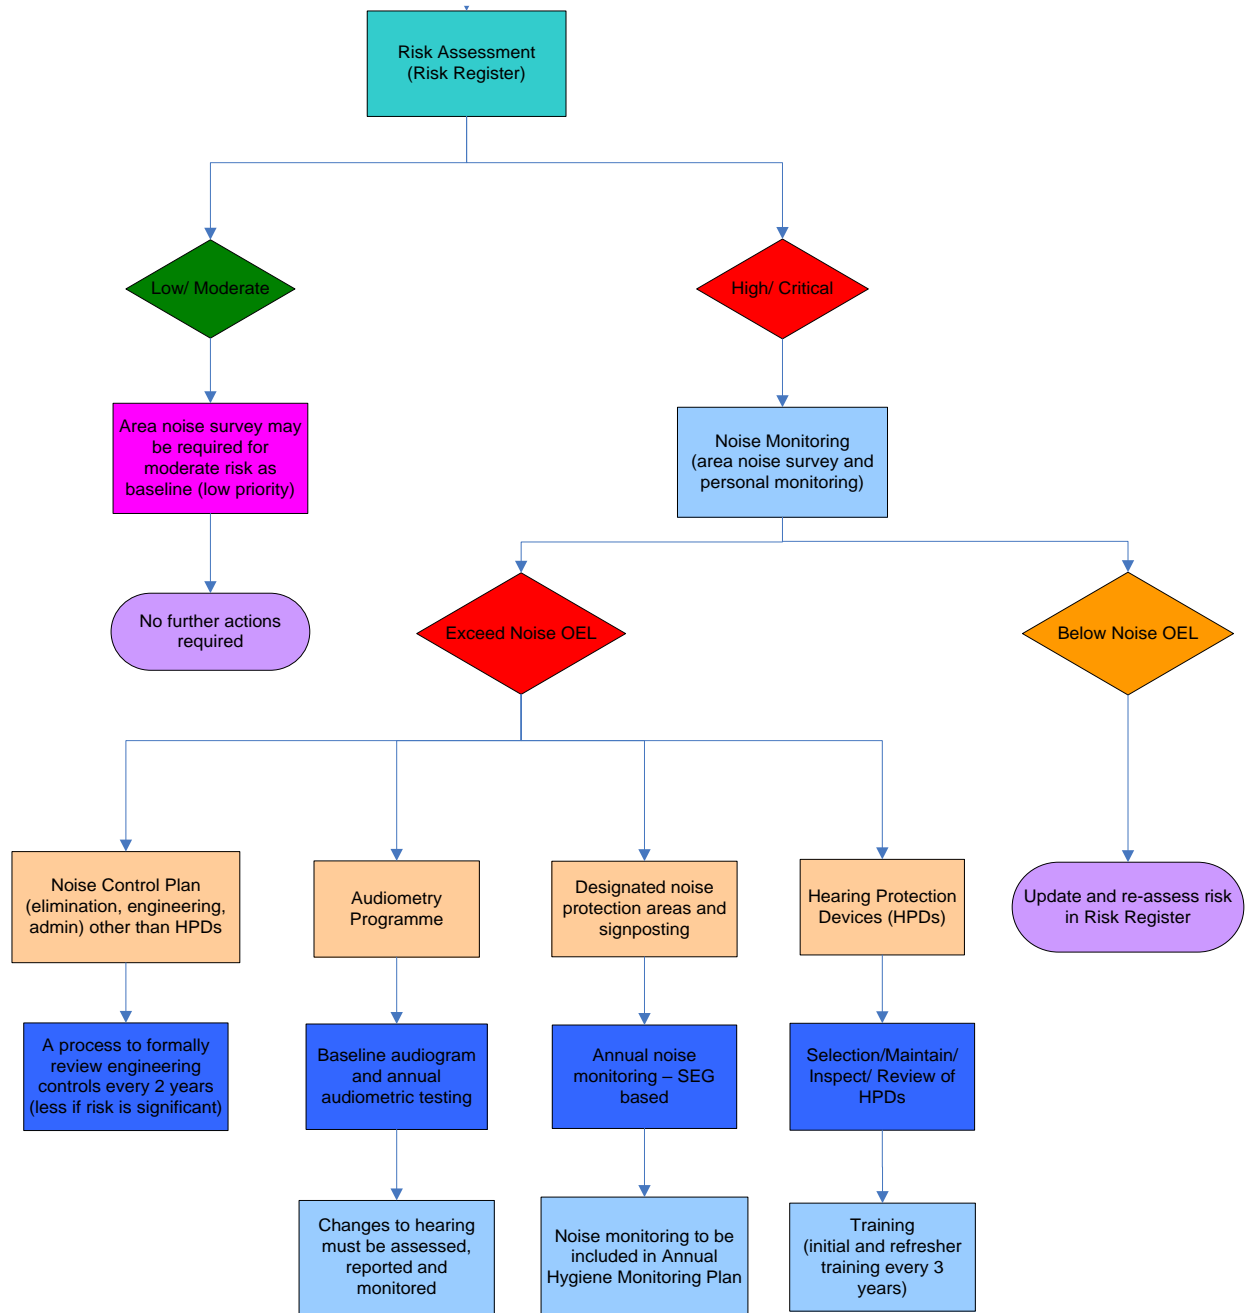 Risk Assessment
(Risk Register)
Low/ Moderate
High/ Critical
Area noise survey may
be required for
moderate risk as
baseline (low priority)
Noise Monitoring
(area noise survey and
personal monitoring)
No further actions
required
Exceed Noise OEL
Below Noise OEL
Noise Control Plan
(elimination, engineering,
admin) other than HPDs
Audiometry
Programme
Designated noise
protection areas and
signposting
Hearing Protection
Devices (HPDs)
Update and re-assess risk
in Risk Register
A process to formally
review engineering
controls every 2 years
(less if risk is significant)
Baseline audiogram
and annual
audiometric testing
Annual noise
monitoring – SEG
based
Selection/Maintain/
Inspect/ Review of
HPDs
Changes to hearing
must be assessed,
reported and
monitored
Noise monitoring to be
included in Annual
Hygiene Monitoring Plan
Training
(initial and refresher
training every 3
years)